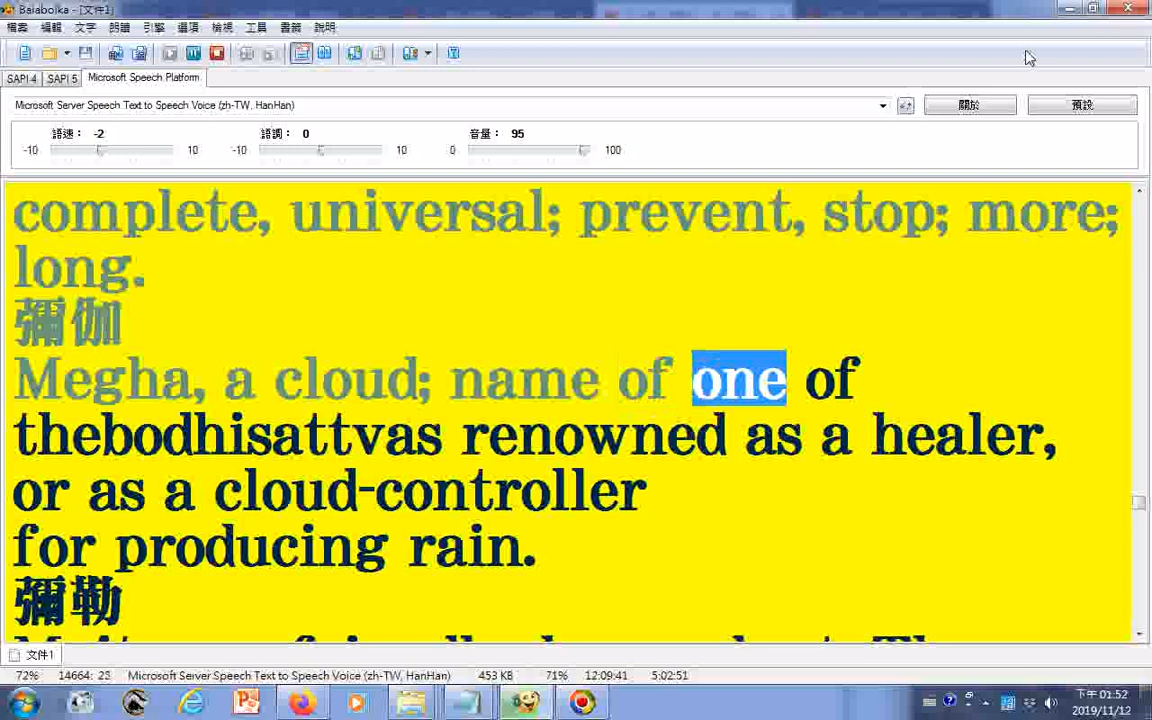 Balabolka - [文件1]
檔案 編輯 文字 朗讀 引擎 選項 檢視 工具 書籤 說明
SAPI 4 SAPI 5 Microsoft Speech Platform
Microsoft Server Speech Text to Speech Voice (zh-TW, HanHan)
關於 預設
語速： -2 語調： 0 音量： 95
-10 10 -10 10 0 100
complete, universal; prevent, stop; more;
long.
彌伽
Megha, a cloud; name of one of
thebodhisattvas renowned as a healer,
or as a cloud-controller
for producing rain.
彌勒
文件1
72% 14664: 23 Microsoft Server Speech Text to Speech Voice (zh-TW, HanHan) 453 KB 71% 12:09:41 5:02:51
下午 01:52
2019/11/12